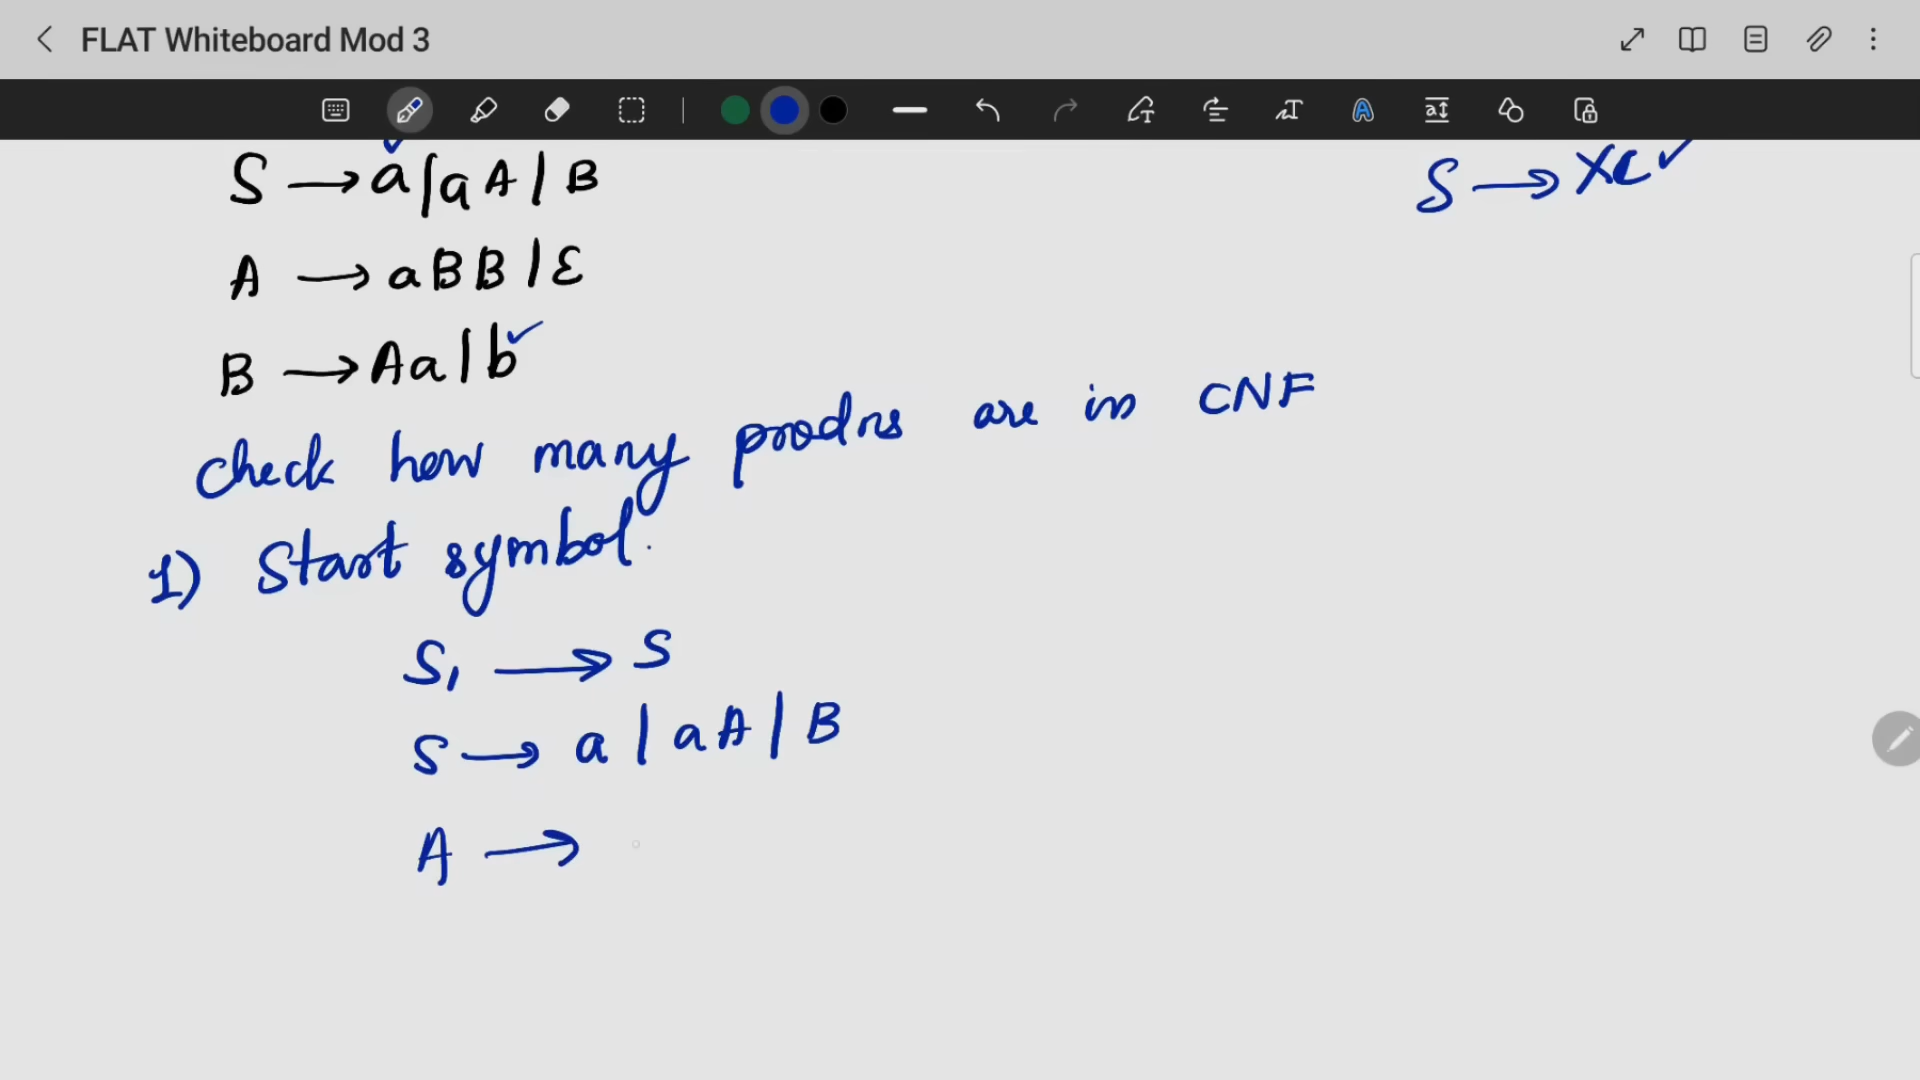 FLAT Whiteboard Mod 3
S → a | aA | B
S → XC ✓
A → aBB | ε
B → Aa | b ✓
check how many prodns are in CNF
1) Start symbol.
S₁ → S
S → a | aA | B
A →